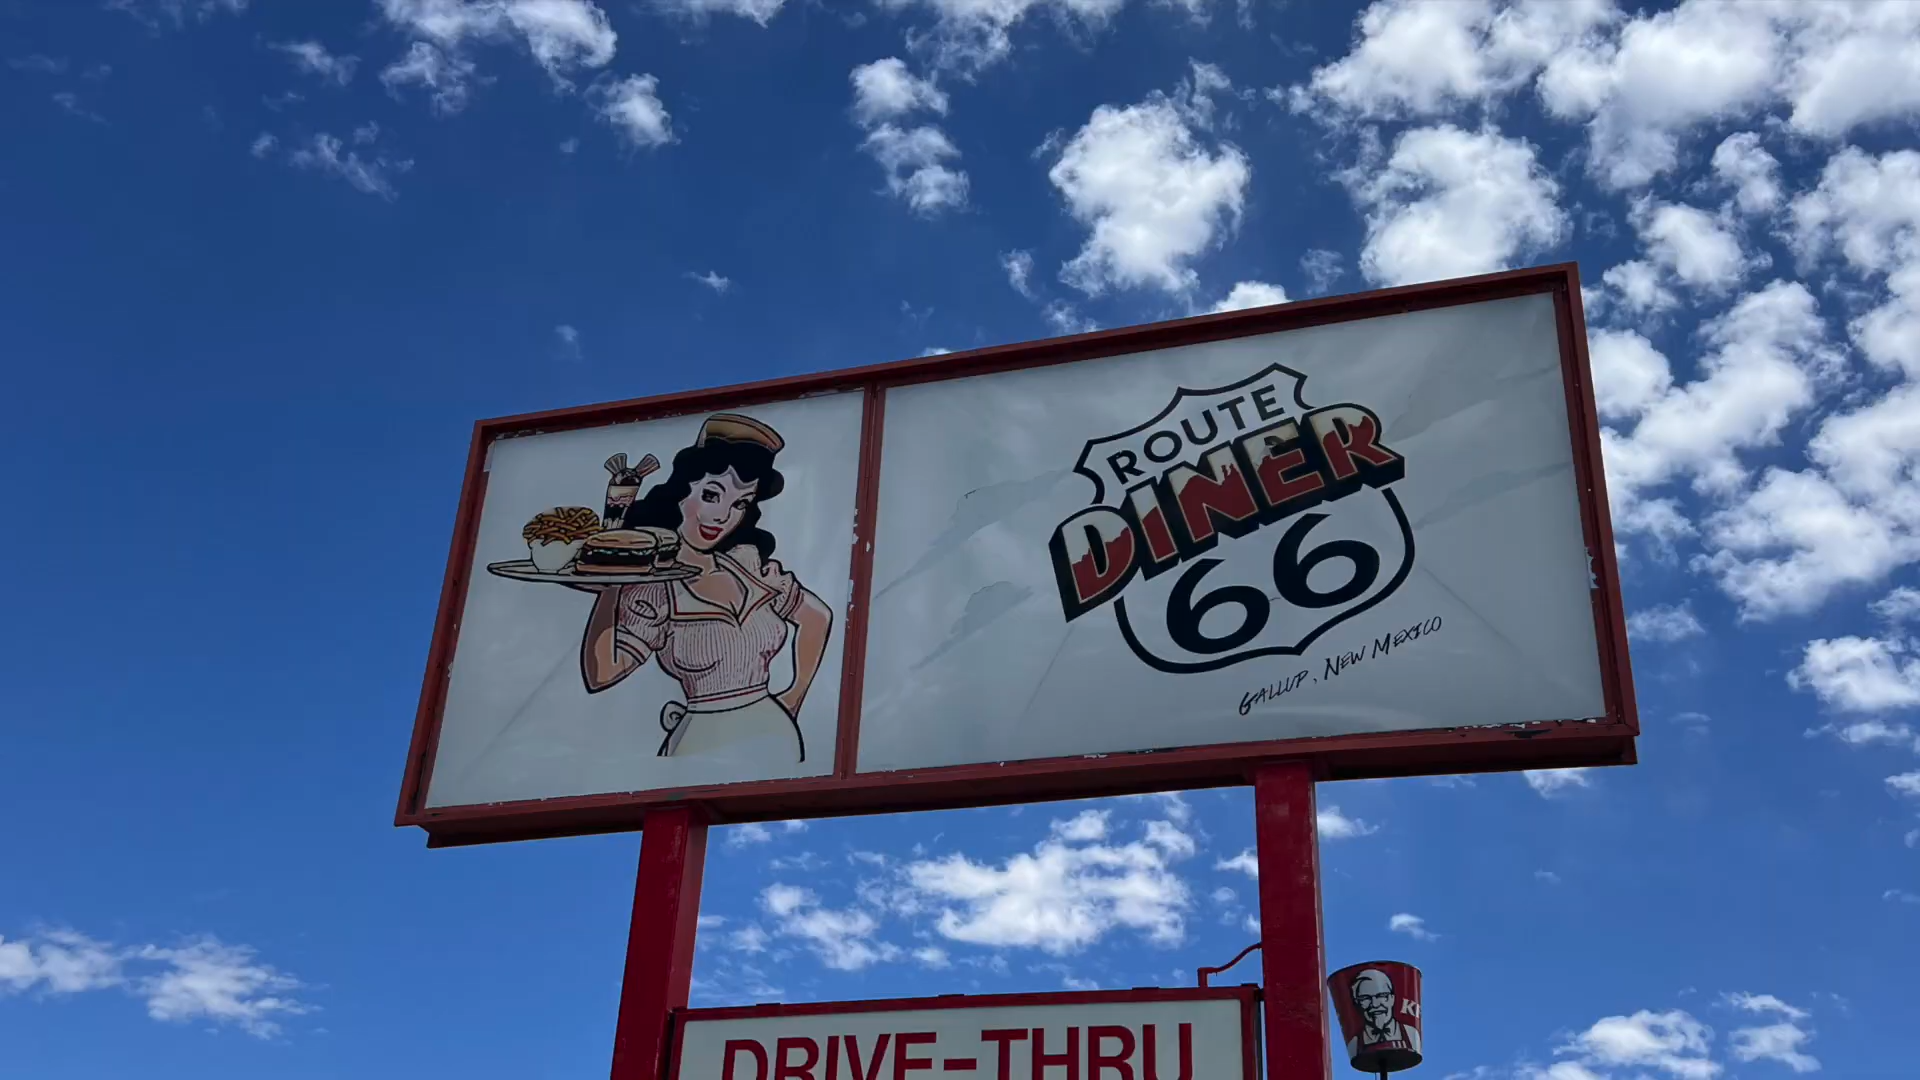 ROUTE
DINER
66
GALLUP, NEW MEXICO
DRIVE-THRU